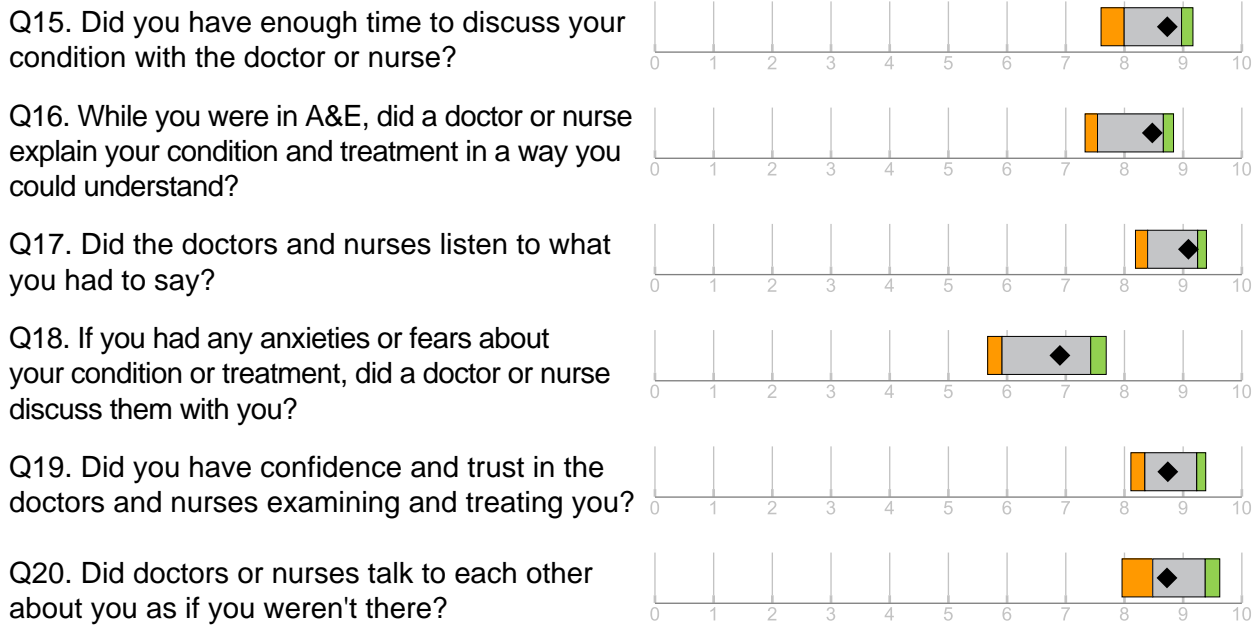 Q15. Did you have enough time to discuss your
condition with the doctor or nurse?
0 1 2 3 4 5 6 7 8 9 10
Q16. While you were in A&E, did a doctor or nurse
explain your condition and treatment in a way you
could understand?
0 1 2 3 4 5 6 7 8 9 10
Q17. Did the doctors and nurses listen to what
you had to say?
0 1 2 3 4 5 6 7 8 9 10
Q18. If you had any anxieties or fears about
your condition or treatment, did a doctor or nurse
discuss them with you?
0 1 2 3 4 5 6 7 8 9 10
Q19. Did you have confidence and trust in the
doctors and nurses examining and treating you?
0 1 2 3 4 5 6 7 8 9 10
Q20. Did doctors or nurses talk to each other
about you as if you weren't there?
0 1 2 3 4 5 6 7 8 9 10